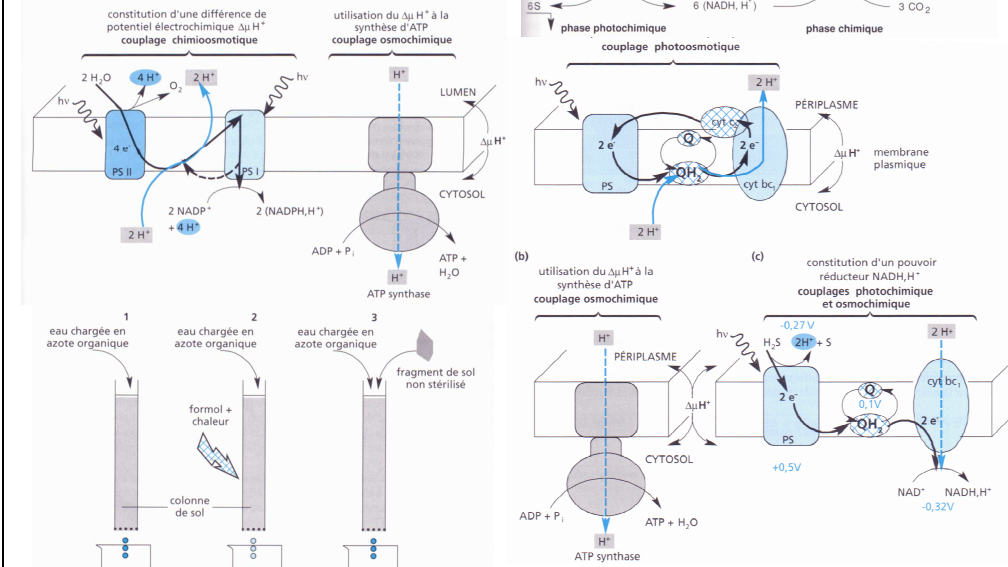 constitution d'une différence de
potentiel électrochimique ΔμH⁺
couplage chimioosmotique
utilisation du ΔμH⁺ à la
synthèse d'ATP
couplage osmochimique
2 H₂O
4 H⁺
O₂
2 H⁺
hν
hν
4 e⁻
PS II
PS I
2 NADP⁺
+ 4 H⁺
2 (NADPH,H⁺)
2 H⁺
H⁺
LUMEN
ΔμH⁺
CYTOSOL
ADP + Pᵢ
ATP +
H₂O
H⁺
ATP synthase
6S
6 (NADH, H⁺)
3 CO₂
phase photochimique
phase chimique
couplage photoosmotique
hν
2 H⁺
PÉRIPLASME
cyt c₂
Q
2 e⁻
2 e⁻
QH₂
PS
cyt bc₁
ΔμH⁺
membrane
plasmique
CYTOSOL
2 H⁺
1
eau chargée en
azote organique
2
eau chargée en
azote organique
3
eau chargée en
azote organique
fragment de sol
non stérilisé
formol +
chaleur
colonne
de sol
(b)
utilisation du ΔμH⁺ à la
synthèse d'ATP
couplage osmochimique
H⁺
PÉRIPLASME
ΔμH⁺
CYTOSOL
ADP + Pᵢ
ATP + H₂O
H⁺
ATP synthase
(c)
constitution d'un pouvoir
réducteur NADH,H⁺
couplages photochimique
et osmochimique
-0,27V
hν
H₂S
2H⁺ + S
2 H+
cyt bc₁
Q
0,1V
2 e⁻
QH₂
2 e⁻
PS
+0,5V
NAD⁺
NADH,H⁺
-0,32V